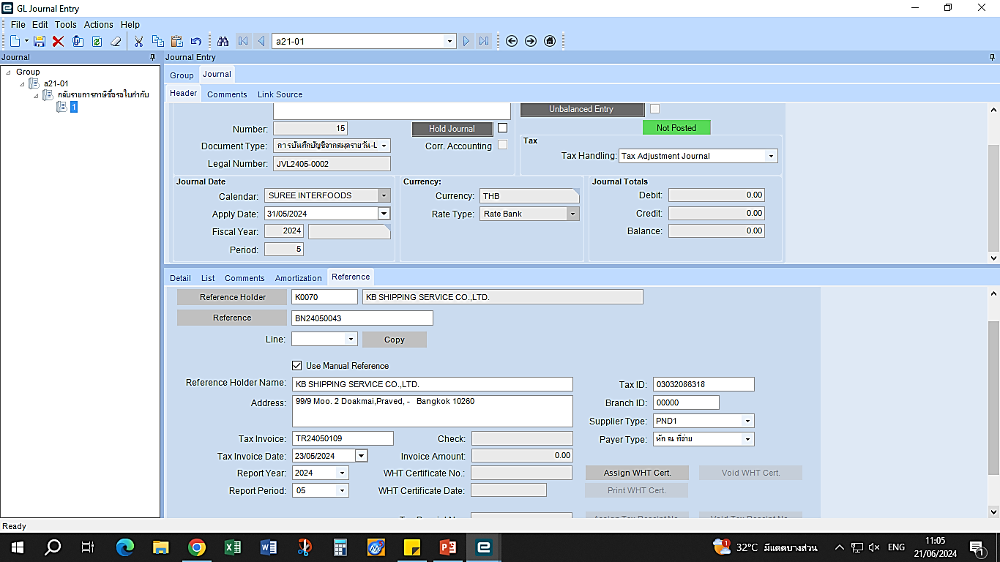 GL Journal Entry
File Edit Tools Actions Help
a21-01
Journal
Journal Entry
Group
a21-01
กลับรายการภาษีซื้อรอใบกำกับ
1
Group Journal
Header Comments Link Source
Unbalanced Entry
Number: 15 Hold Journal
Not Posted
Document Type: การบันทึกบัญชีจากสมุดรายวัน-L Corr. Accounting
Legal Number: JVL2405-0002
Tax
Tax Handling: Tax Adjustment Journal
Journal Date
Calendar: SUREE INTERFOODS
Apply Date: 31/05/2024
Fiscal Year: 2024
Period: 5
Currency:
Currency: THB
Rate Type: Rate Bank
Journal Totals
Debit: 0.00
Credit: 0.00
Balance: 0.00
Detail List Comments Amortization Reference
Reference Holder K0070 KB SHIPPING SERVICE CO.,LTD.
Reference BN24050043
Line: Copy
Use Manual Reference
Reference Holder Name: KB SHIPPING SERVICE CO.,LTD. Tax ID: 03032086318
Address: 99/9 Moo. 2 Doakmai,Praved, - Bangkok 10260 Branch ID: 00000
Supplier Type: PND1
Tax Invoice: TR24050109 Check: Payer Type: หัก ณ ที่จ่าย
Tax Invoice Date: 23/05/2024 Invoice Amount: 0.00
Report Year: 2024 WHT Certificate No.: Assign WHT Cert. Void WHT Cert.
Report Period: 05 WHT Certificate Date: Print WHT Cert.
Ready
32°C มีแดดบางส่วน ENG 11:05
21/06/2024
1